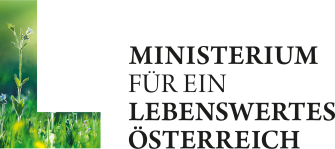 MINISTERIUM
FÜR EIN
LEBENSWERTES
ÖSTERREICH